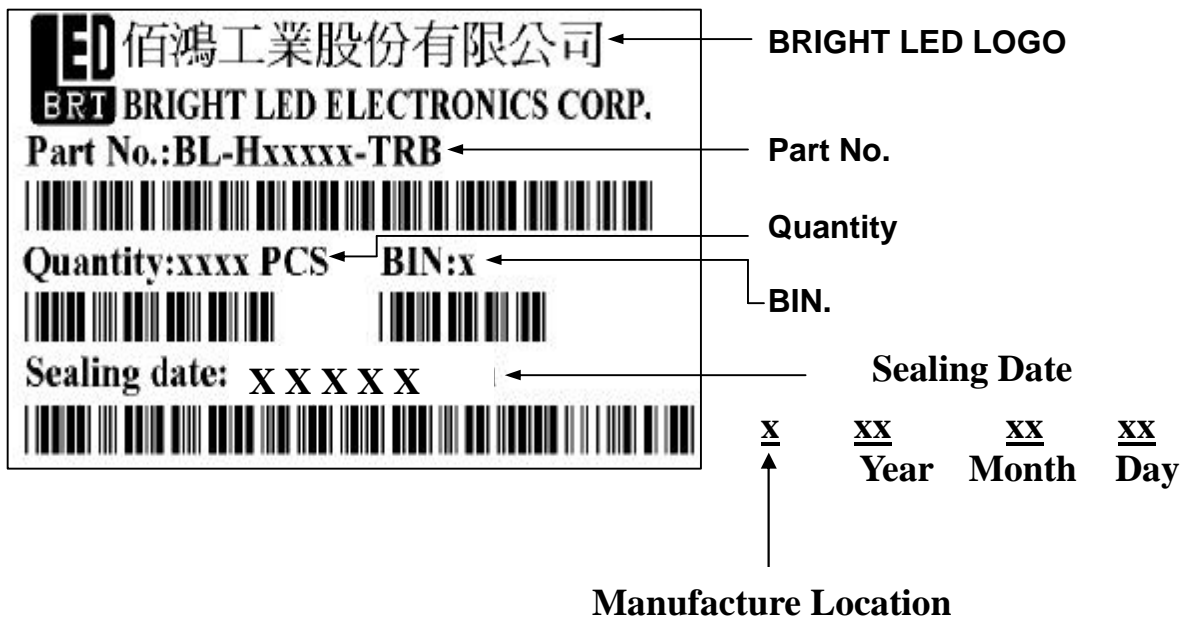 LED 佰鴻工業股份有限公司 BRIGHT LED LOGO
BRT BRIGHT LED ELECTRONICS CORP.
Part No.:BL-Hxxxxx-TRB Part No.
Quantity
Quantity:xxxx PCS BIN:x
BIN.
Sealing date: X X X X X Sealing Date
x xx xx xx
Year Month Day
Manufacture Location